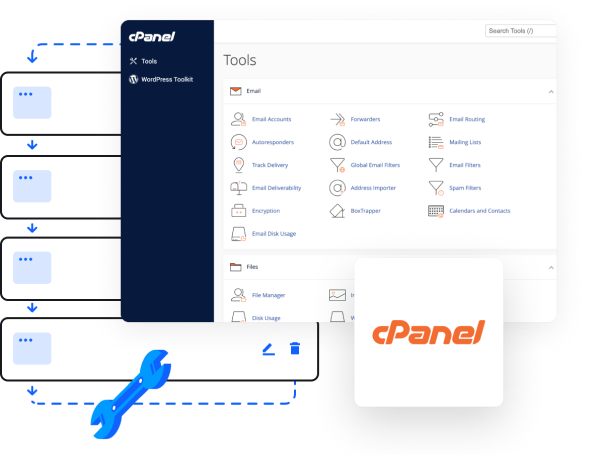 cPanel
Search Tools (/)
Tools
Tools
WordPress Toolkit
Email
Email Accounts
Forwarders
Email Routing
Autoresponders
Default Address
Mailing Lists
Track Delivery
Global Email Filters
Email Filters
Email Deliverability
Address Importer
Spam Filters
Encryption
BoxTrapper
Calendars and Contacts
Email Disk Usage
Files
File Manager
Disk Usage
cPanel